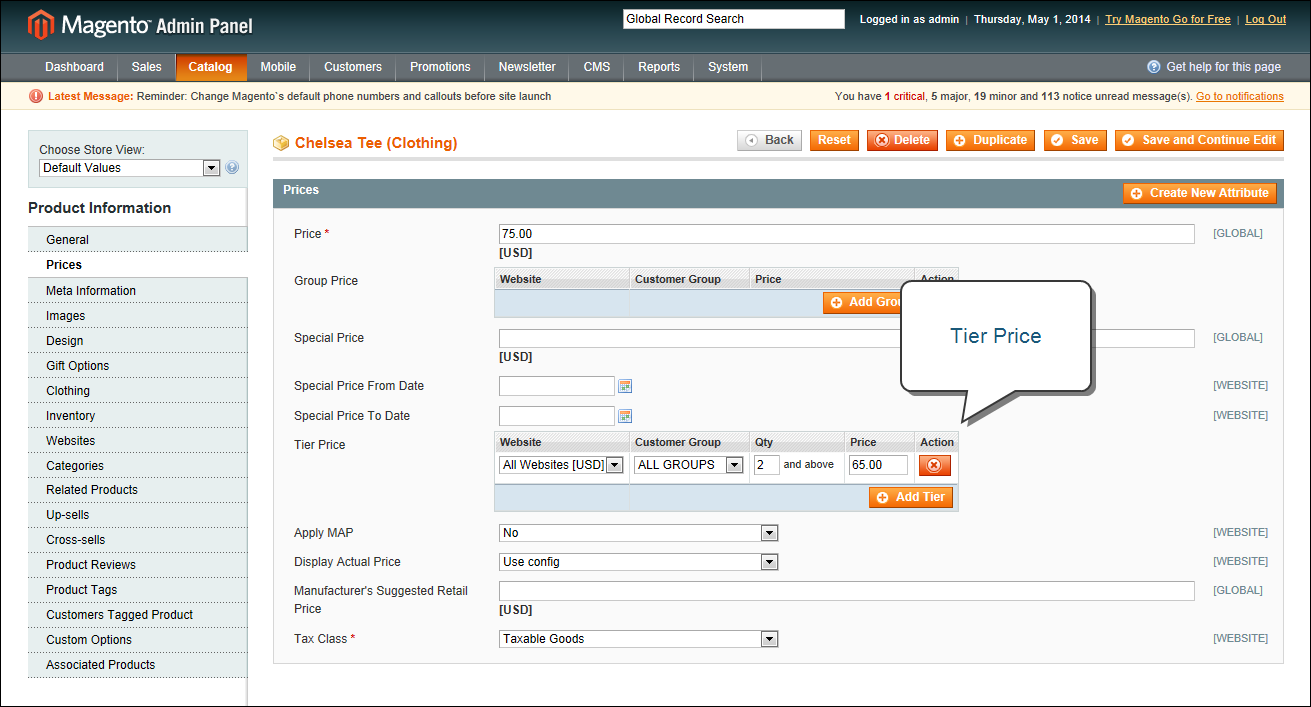 Magento™ Admin Panel
Global Record Search
Logged in as admin | Thursday, May 1, 2014 | Try Magento Go for Free | Log Out
Dashboard Sales Catalog Mobile Customers Promotions Newsletter CMS Reports System Get help for this page
Latest Message: Reminder: Change Magento`s default phone numbers and callouts before site launch You have 1 critical, 5 major, 19 minor and 113 notice unread message(s). Go to notifications
Choose Store View:
Default Values
Chelsea Tee (Clothing) Back Reset Delete Duplicate Save Save and Continue Edit
Product Information
General
Prices
Meta Information
Images
Design
Gift Options
Clothing
Inventory
Websites
Categories
Related Products
Up-sells
Cross-sells
Product Reviews
Product Tags
Customers Tagged Product
Custom Options
Associated Products
Prices Create New Attribute
Price * 75.00 [GLOBAL]
[USD]
Group Price Website Customer Group Price Action
Add Grou
Tier Price
Special Price [GLOBAL]
[USD]
Special Price From Date [WEBSITE]
Special Price To Date [WEBSITE]
Tier Price Website Customer Group Qty Price Action
All Websites [USD] ALL GROUPS 2 and above 65.00
Add Tier
Apply MAP No [WEBSITE]
Display Actual Price Use config [WEBSITE]
Manufacturer's Suggested Retail [GLOBAL]
Price [USD]
Tax Class * Taxable Goods [WEBSITE]